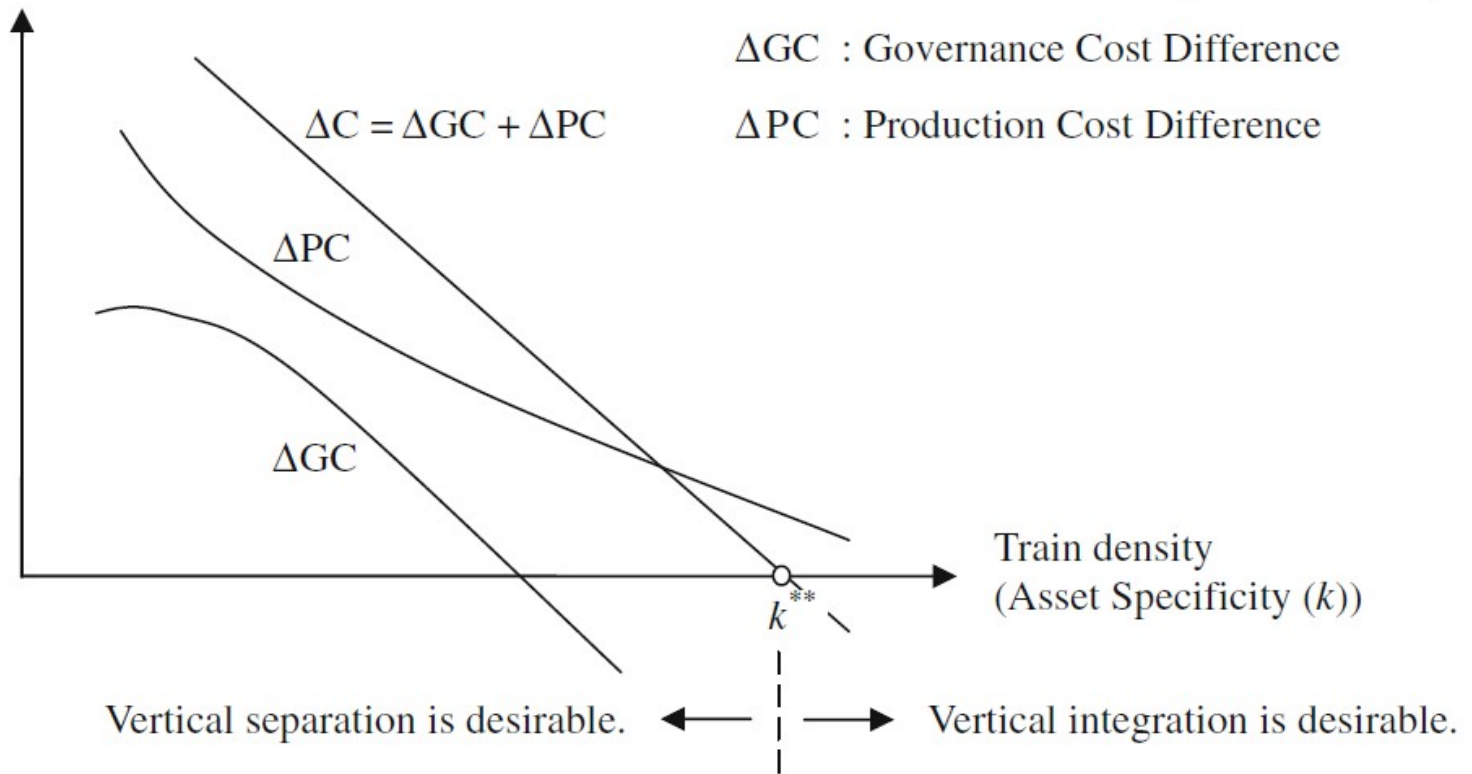 ΔGC : Governance Cost Difference
ΔC = ΔGC + ΔPC
ΔPC : Production Cost Difference
ΔPC
ΔGC
Train density
(Asset Specificity (k))
k**
Vertical separation is desirable.
Vertical integration is desirable.